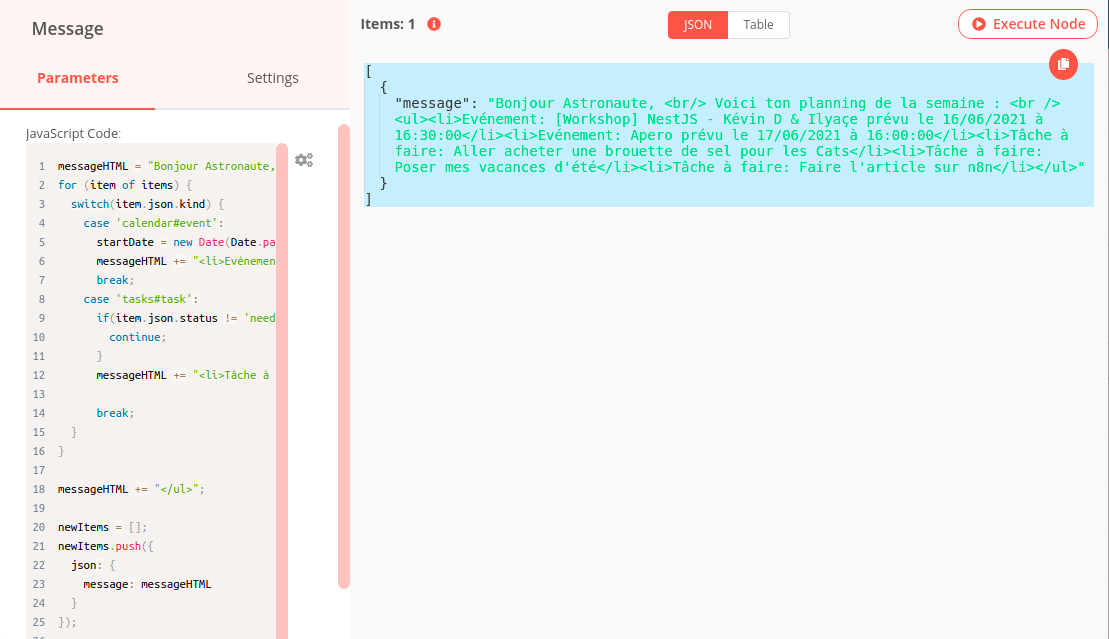 Message
Parameters
Settings
JavaScript Code:
1 messageHTML = "Bonjour Astronaute,
2 for (item of items) {
3 switch(item.json.kind) {
4 case 'calendar#event':
5 startDate = new Date(Date.pa
6 messageHTML += "<li>Evénemen
7 break;
8 case 'tasks#task':
9 if(item.json.status != 'need
10 continue;
11 }
12 messageHTML += "<li>Tâche à
13
14 break;
15 }
16 }
17
18 messageHTML += "</ul>";
19
20 newItems = [];
21 newItems.push({
22 json: {
23 message: messageHTML
24 }
25 });
Items: 1
JSON
Table
Execute Node
[
{
"message": "Bonjour Astronaute, <br/> Voici ton planning de la semaine : <br />
<ul><li>Evénement: [Workshop] NestJS - Kévin D & Ilyaçe prévu le 16/06/2021 à
16:30:00</li><li>Evénement: Apero prévu le 17/06/2021 à 16:00:00</li><li>Tâche à
faire: Aller acheter une brouette de sel pour les Cats</li><li>Tâche à faire:
Poser mes vacances d'été</li><li>Tâche à faire: Faire l'article sur n8n</li></ul>"
}
]